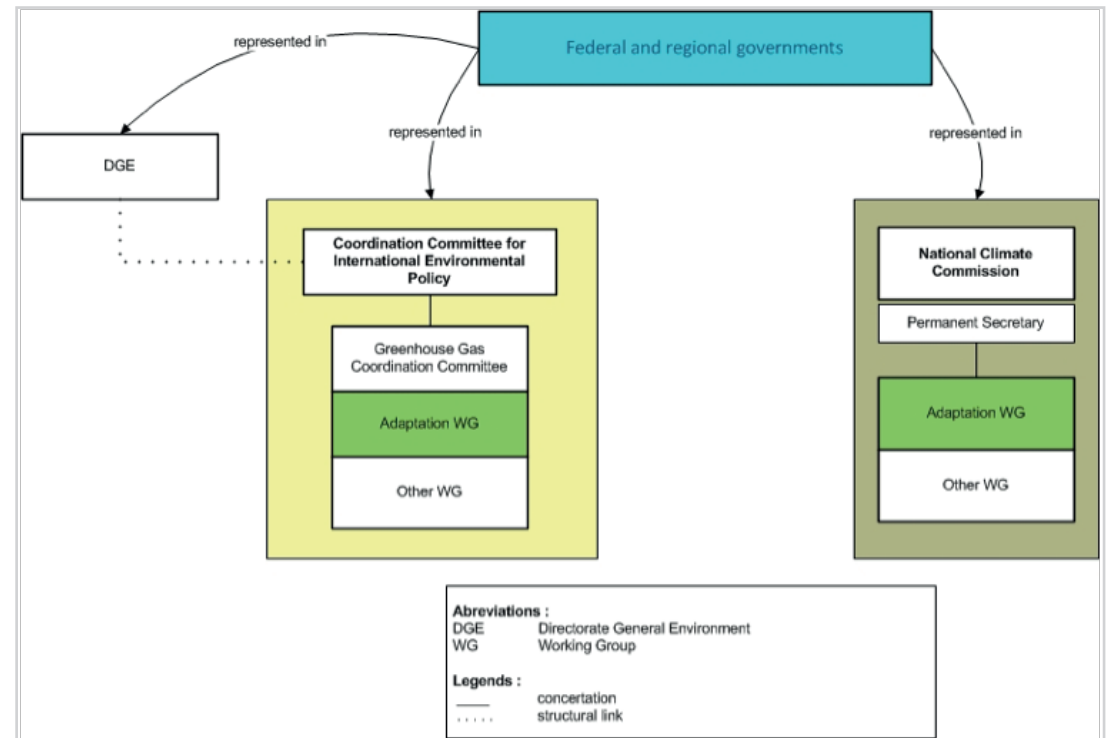 Federal and regional governments
represented in
represented in
represented in
DGE
Coordination Committee for
International Environmental
Policy
Greenhouse Gas
Coordination Committee
Adaptation WG
Other WG
National Climate
Commission
Permanent Secretary
Adaptation WG
Other WG
Abreviations :
DGE Directorate General Environment
WG Working Group
Legends :
concertation
structural link